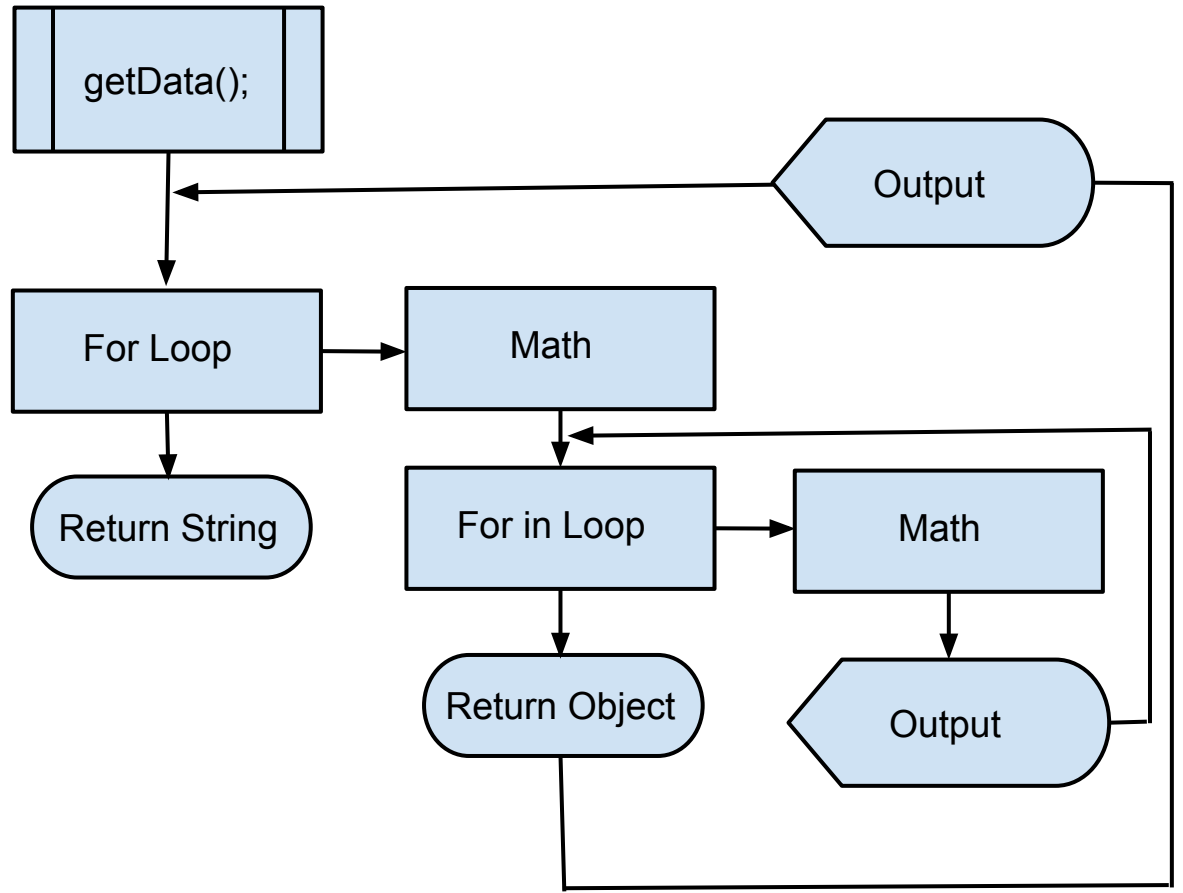 getData();
Output
For Loop
Math
Return String
For in Loop
Math
Return Object
Output